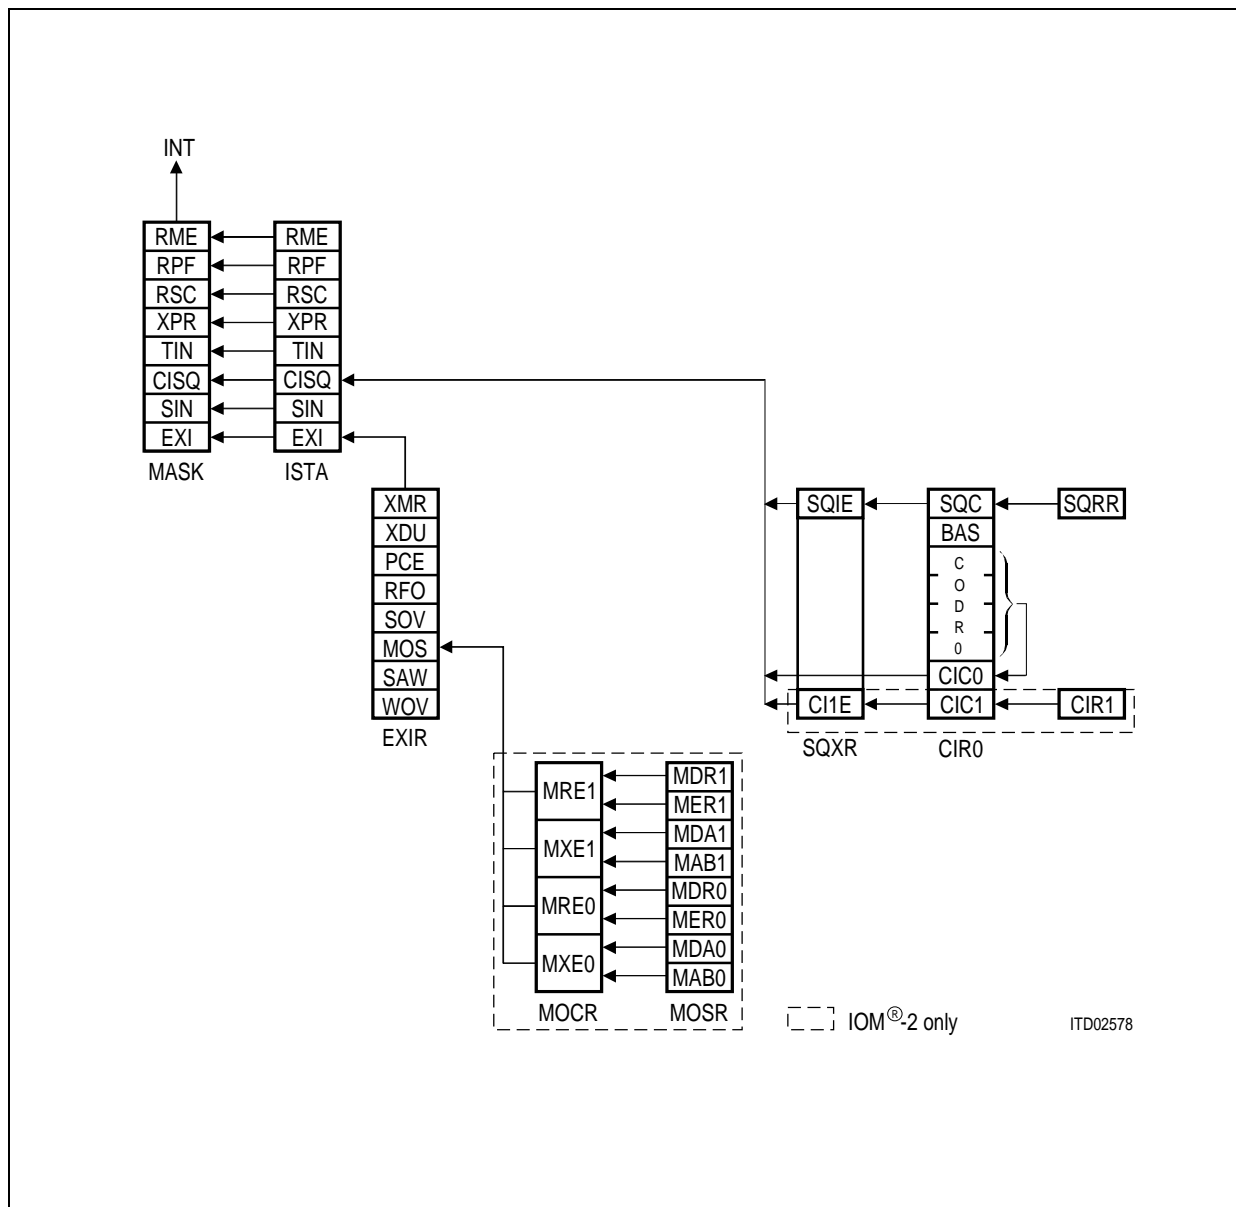 INT
RME RME
RPF RPF
RSC RSC
XPR XPR
TIN TIN
CISQ CISQ
SIN SIN
EXI EXI
MASK ISTA
XMR
XDU
PCE
RFO
SOV
MOS
SAW
WOV
EXIR
SQIE SQC SQRR
BAS
C
O
D
R
0
CIC0
CI1E CIC1 CIR1
SQXR CIR0
MRE1
MXE1
MRE0
MXE0
MOCR
MDR1
MER1
MDA1
MAB1
MDR0
MER0
MDA0
MAB0
MOSR
IOM®-2 only
ITD02578